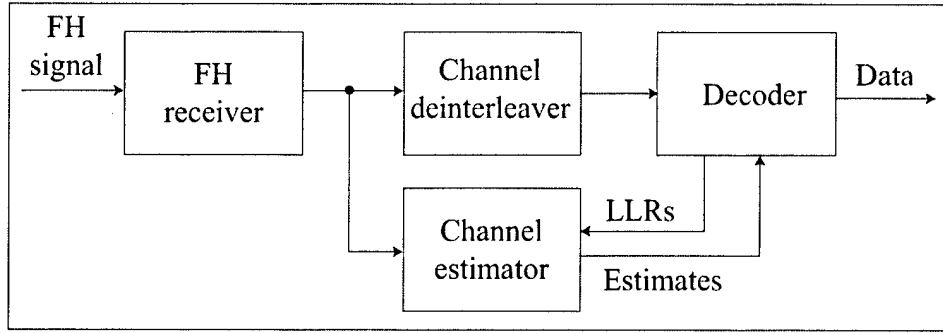 FH
signal
FH
receiver
Channel
deinterleaver
Decoder
Data
Channel
estimator
LLRs
Estimates